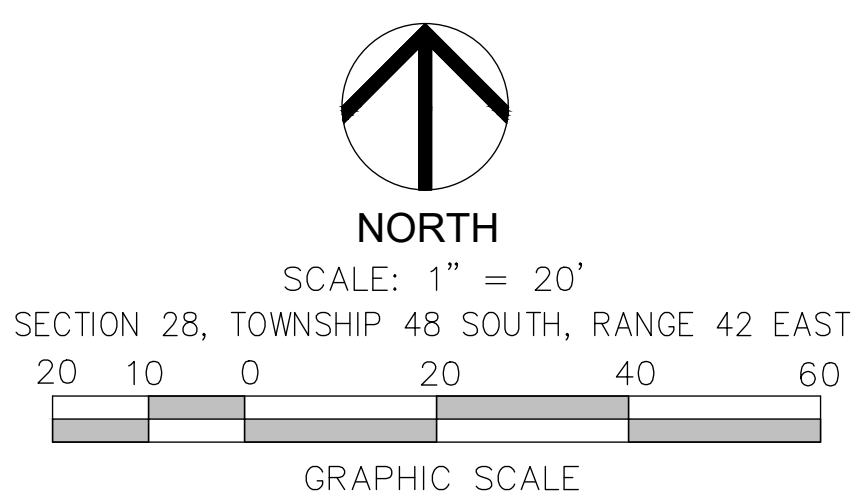 NORTH
SCALE: 1” = 20’
SECTION 28, TOWNSHIP 48 SOUTH, RANGE 42 EAST
20 10 0 20 40 60
GRAPHIC SCALE